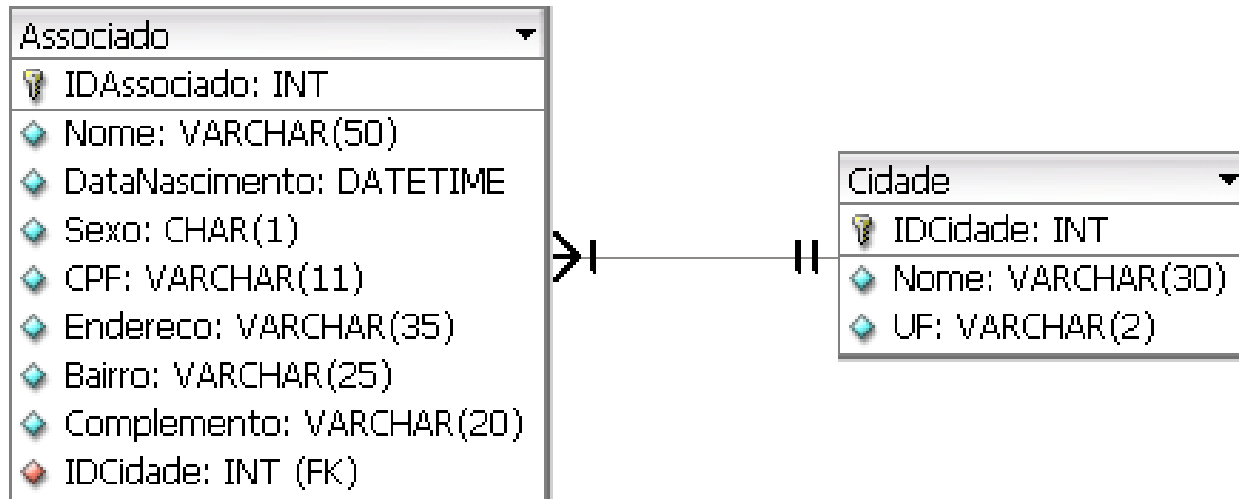 Associado
IDAssociado: INT
Nome: VARCHAR(50)
DataNascimento: DATETIME
Sexo: CHAR(1)
CPF: VARCHAR(11)
Endereco: VARCHAR(35)
Bairro: VARCHAR(25)
Complemento: VARCHAR(20)
IDCidade: INT (FK)
Cidade
IDCidade: INT
Nome: VARCHAR(30)
UF: VARCHAR(2)